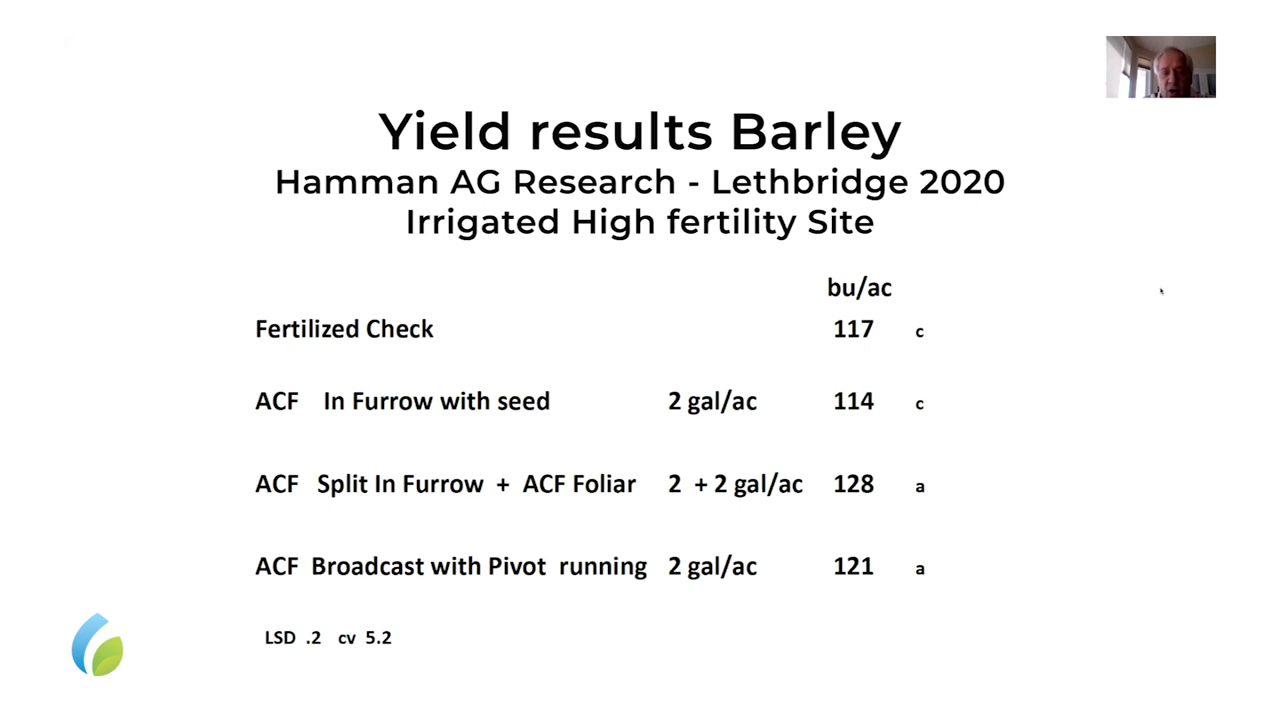 Yield results Barley
Hamman AG Research - Lethbridge 2020
Irrigated High fertility Site
bu/ac
Fertilized Check 117 c
ACF In Furrow with seed 2 gal/ac 114 c
ACF Split In Furrow + ACF Foliar 2 + 2 gal/ac 128 a
ACF Broadcast with Pivot running 2 gal/ac 121 a
LSD .2 cv 5.2